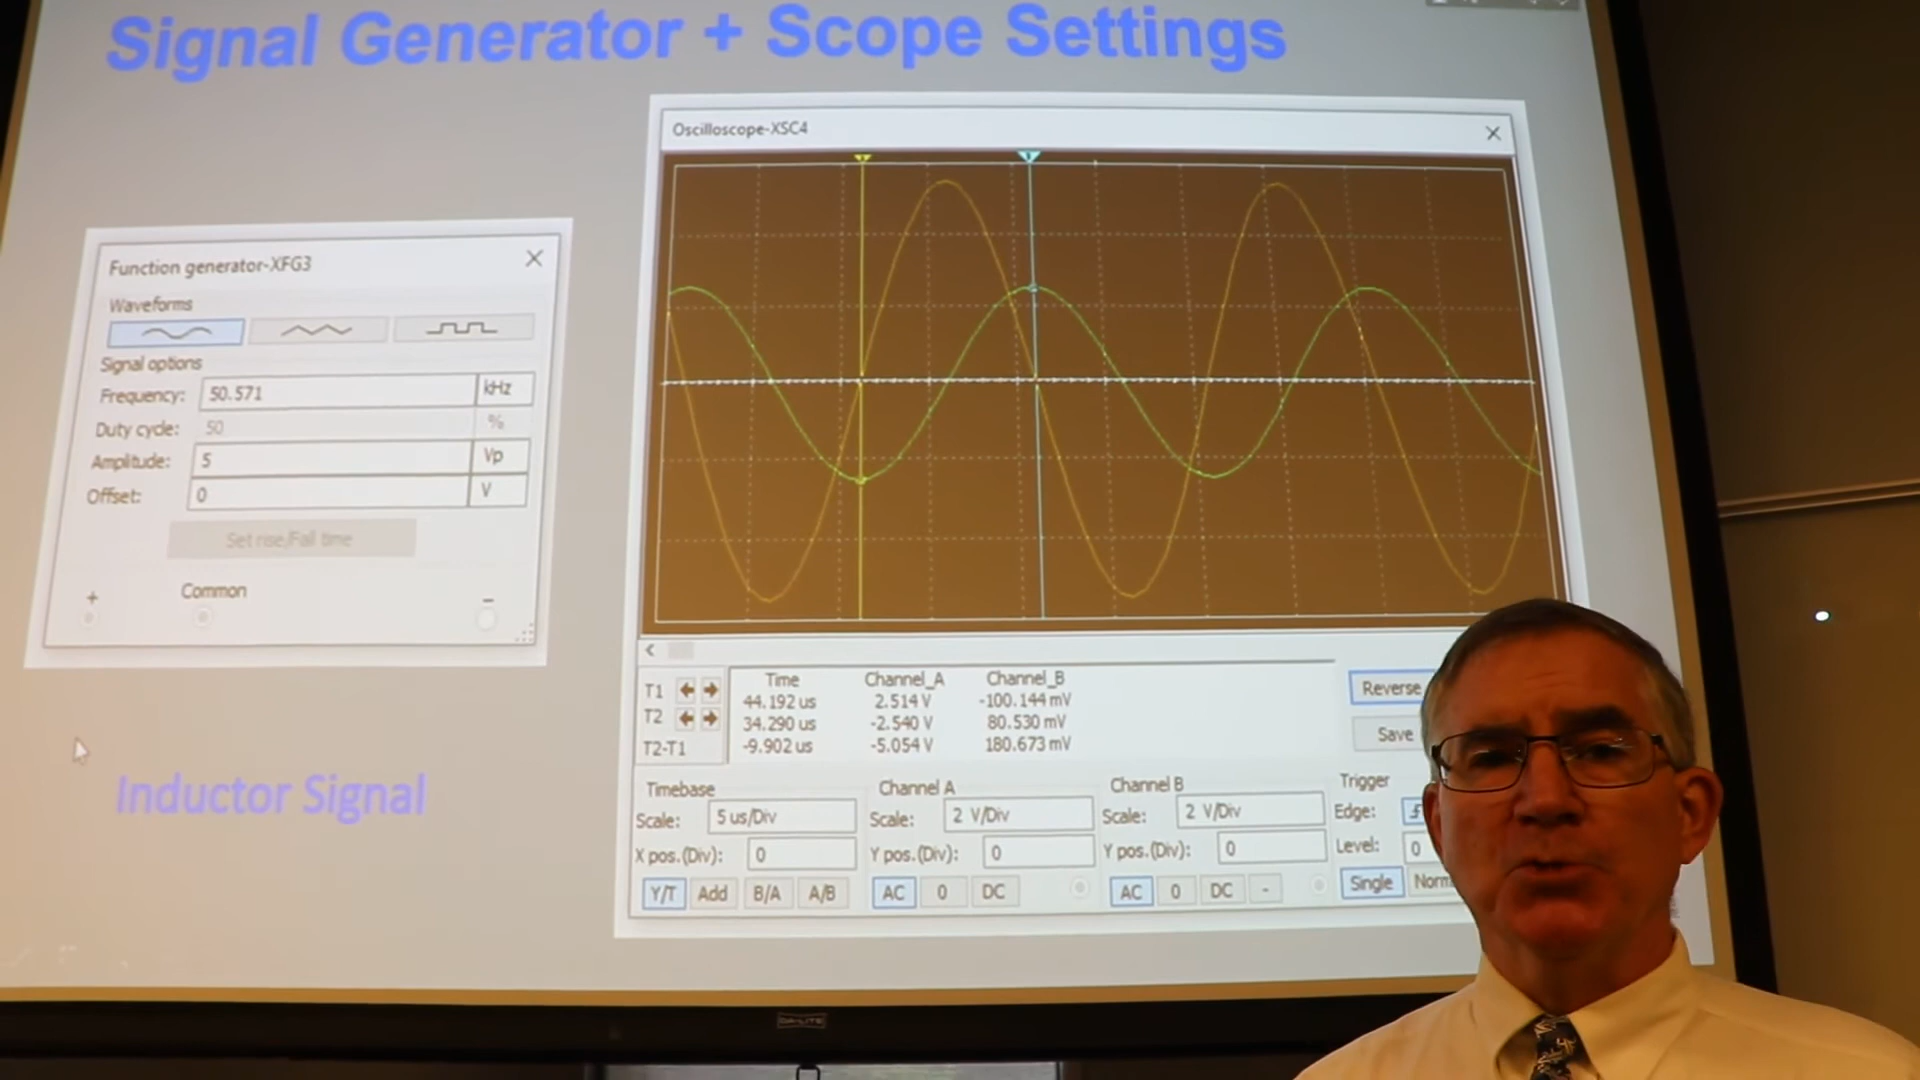 Signal Generator + Scope Settings
Oscilloscope-XSC4
Function generator-XFG3
Waveforms
Signal options
Frequency: 50.571 kHz
Duty cycle: 50 %
Amplitude: 5 Vp
Offset: 0 V
Set rise/Fall time
+ Common −
Inductor Signal
Time Channel_A Channel_B
T1 44.192 us 2.514 V -100.144 mV
T2 34.290 us -2.540 V 80.530 mV
T2-T1 -9.902 us -5.054 V 180.673 mV
Reverse
Save
Timebase
Scale: 5 us/Div
X pos.(Div): 0
Y/T Add B/A A/B
Channel A
Scale: 2 V/Div
Y pos.(Div): 0
AC 0 DC
Channel B
Scale: 2 V/Div
Y pos.(Div): 0
AC 0 DC -
Trigger
Edge:
Level: 0
Single Norm
DA-LITE